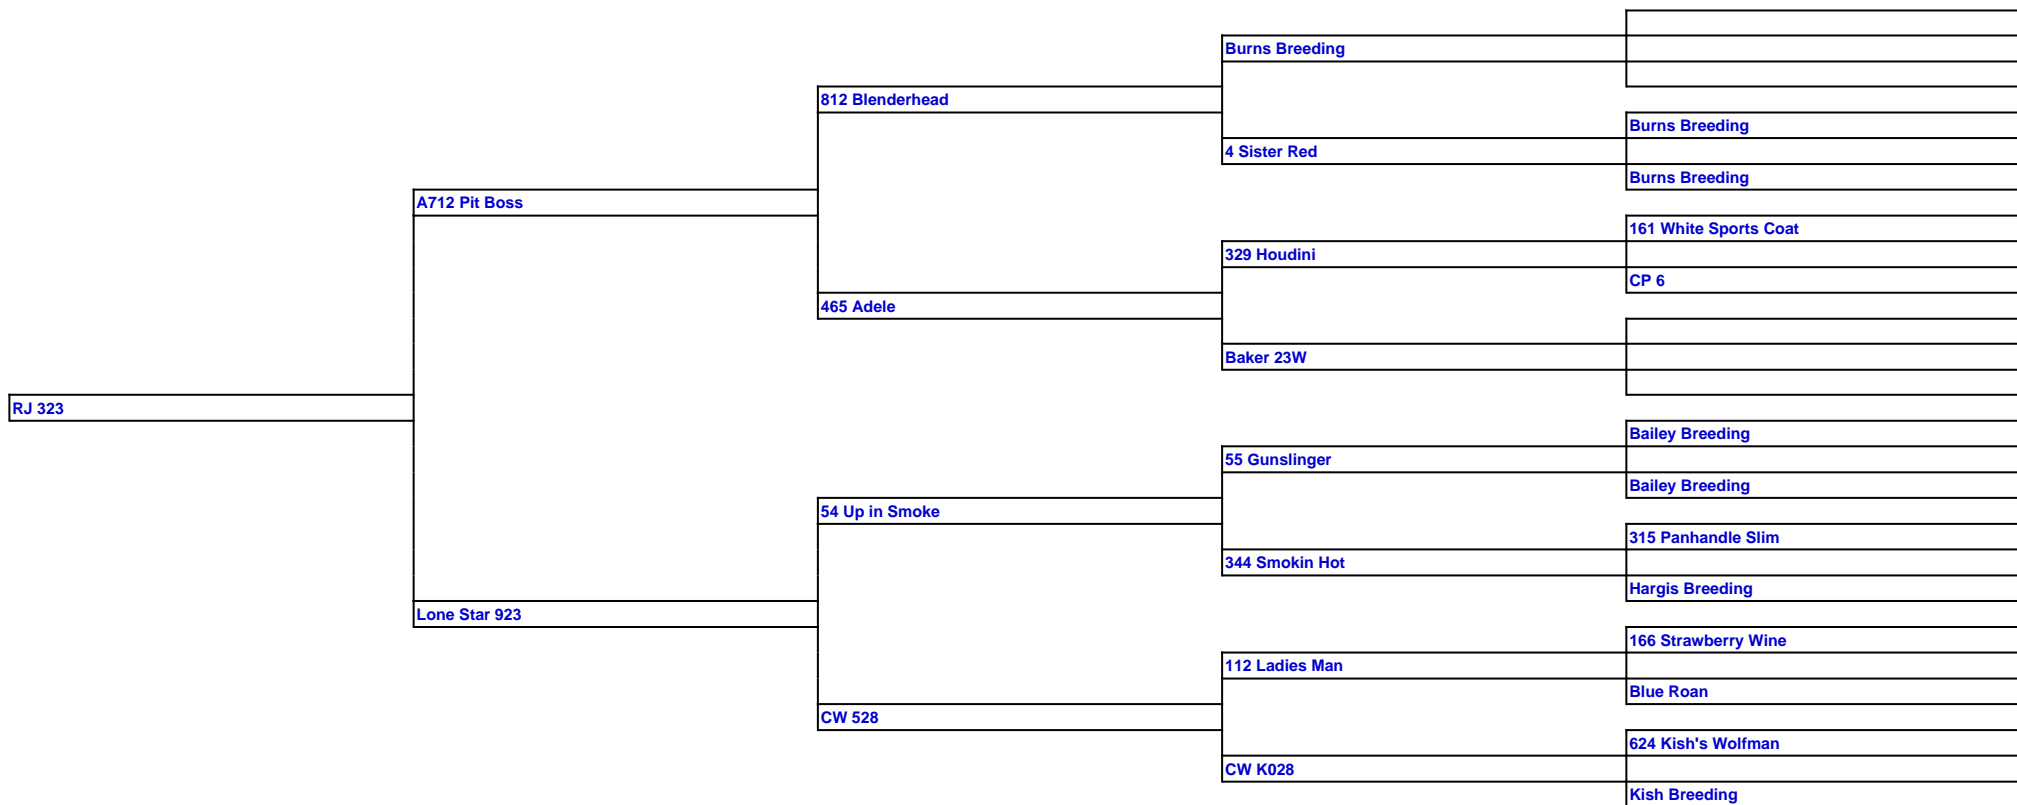 Burns Breeding
812 Blenderhead
Burns Breeding
4 Sister Red
Burns Breeding
A712 Pit Boss
161 White Sports Coat
329 Houdini
CP 6
465 Adele
Baker 23W
RJ 323
Bailey Breeding
55 Gunslinger
Bailey Breeding
54 Up in Smoke
315 Panhandle Slim
344 Smokin Hot
Hargis Breeding
Lone Star 923
166 Strawberry Wine
112 Ladies Man
Blue Roan
CW 528
624 Kish's Wolfman
CW K028
Kish Breeding